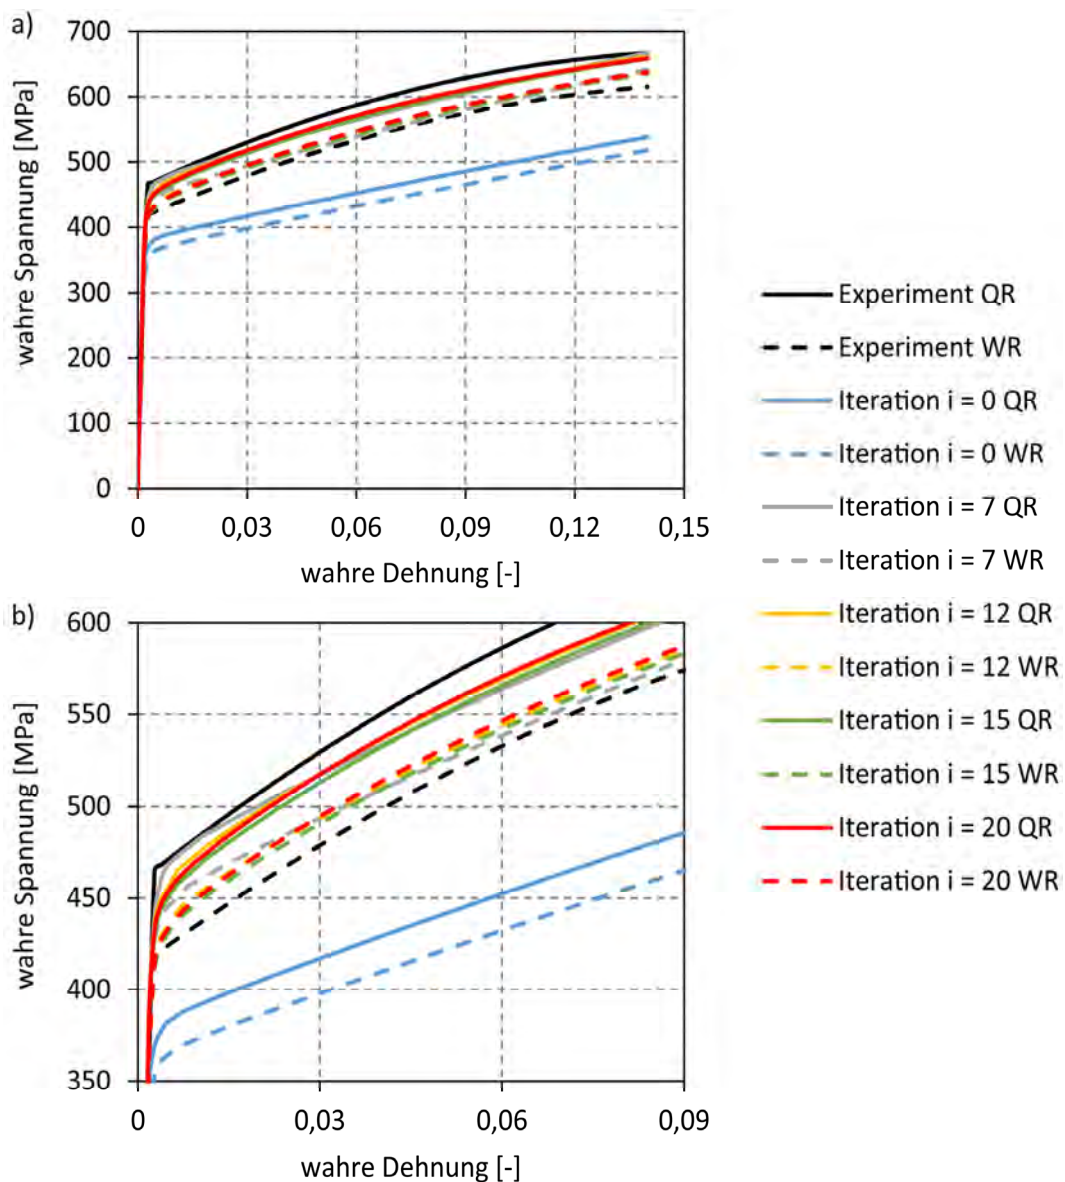 a)
700
600
500
400
300
200
100
0
wahre Spannung [MPa]
0
0,03
0,06
0,09
0,12
0,15
wahre Dehnung [-]
Experiment QR
Experiment WR
Iteration i = 0 QR
Iteration i = 0 WR
Iteration i = 7 QR
Iteration i = 7 WR
Iteration i = 12 QR
Iteration i = 12 WR
Iteration i = 15 QR
Iteration i = 15 WR
Iteration i = 20 QR
Iteration i = 20 WR
b)
600
550
500
450
400
350
wahre Spannung [MPa]
0
0,03
0,06
0,09
wahre Dehnung [-]